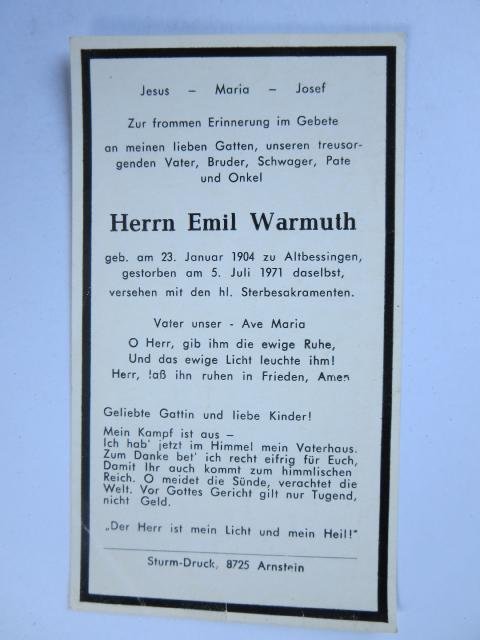 Jesus – Maria – Josef
Zur frommen Erinnerung im Gebete
an meinen lieben Gatten, unseren treusor-
genden Vater, Bruder, Schwager, Pate
und Onkel
Herrn Emil Warmuth
geb. am 23. Januar 1904 zu Altbessingen,
gestorben am 5. Juli 1971 daselbst,
versehen mit den hl. Sterbesakramenten.
Vater unser - Ave Maria
O Herr, gib ihm die ewige Ruhe,
Und das ewige Licht leuchte ihm!
Herr, laß ihn ruhen in Frieden, Amen
Geliebte Gattin und liebe Kinder!
Mein Kampf ist aus –
Ich hab' jetzt im Himmel mein Vaterhaus.
Zum Danke bet' ich recht eifrig für Euch,
Damit Ihr auch kommt zum himmlischen
Reich. O meidet die Sünde, verachtet die
Welt. Vor Gottes Gericht gilt nur Tugend,
nicht Geld.
„Der Herr ist mein Licht und mein Heil!"
Sturm-Druck, 8725 Arnstein